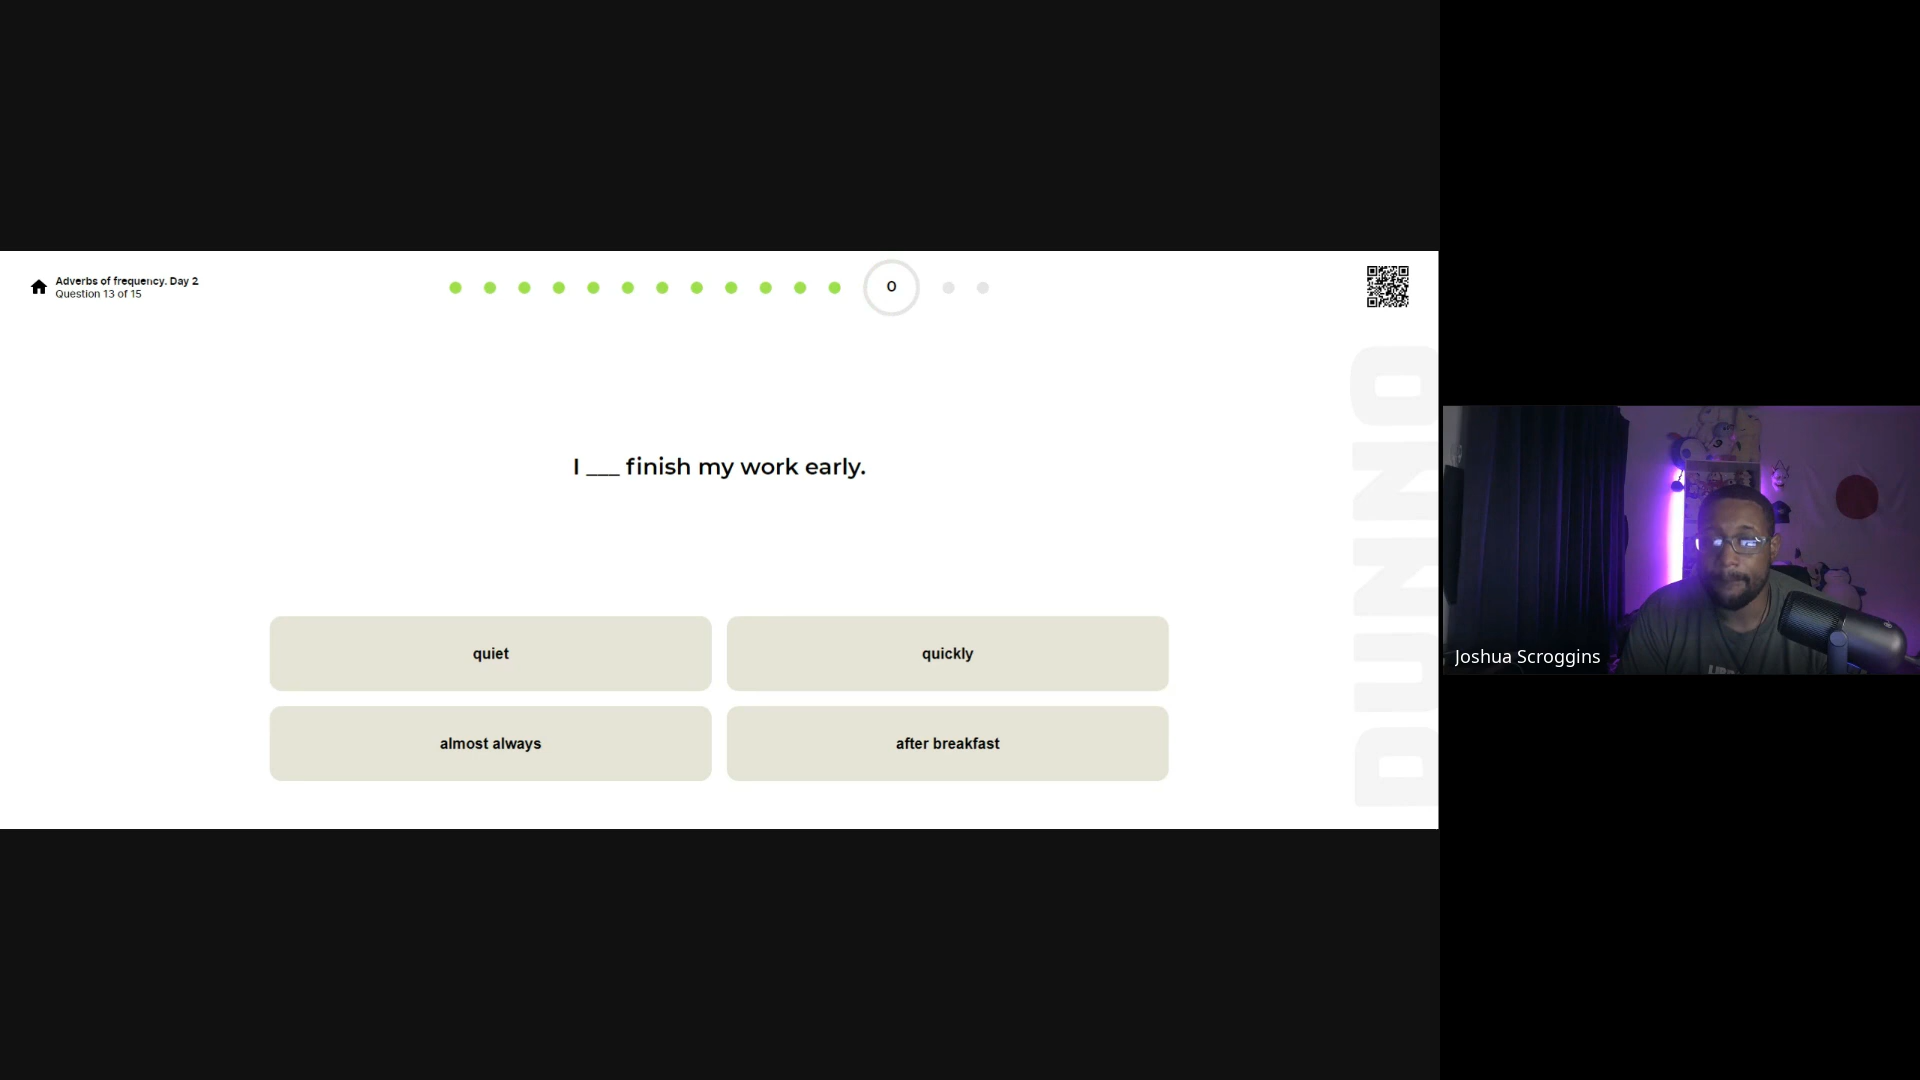 Adverbs of frequency. Day 2
Question 13 of 15
0
I ___ finish my work early.
quiet
quickly
almost always
after breakfast
DUNNO
Joshua Scroggins